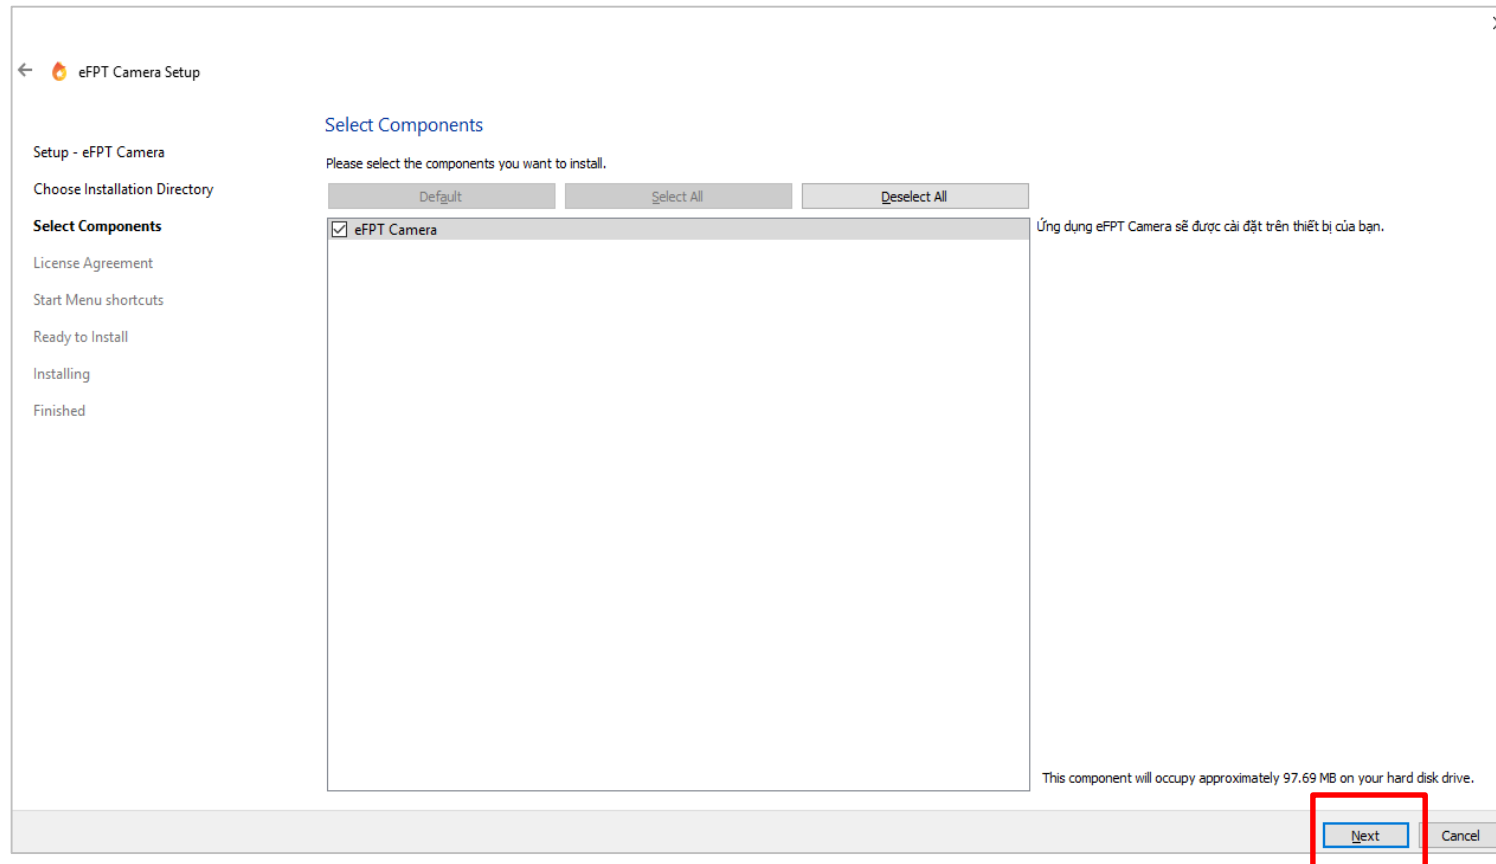 eFPT Camera Setup
Setup - eFPT Camera
Choose Installation Directory
Select Components
License Agreement
Start Menu shortcuts
Ready to Install
Installing
Finished
Select Components
Please select the components you want to install.
Default
Select All
Deselect All
eFPT Camera
Ứng dụng eFPT Camera sẽ được cài đặt trên thiết bị của bạn.
This component will occupy approximately 97.69 MB on your hard disk drive.
Next
Cancel